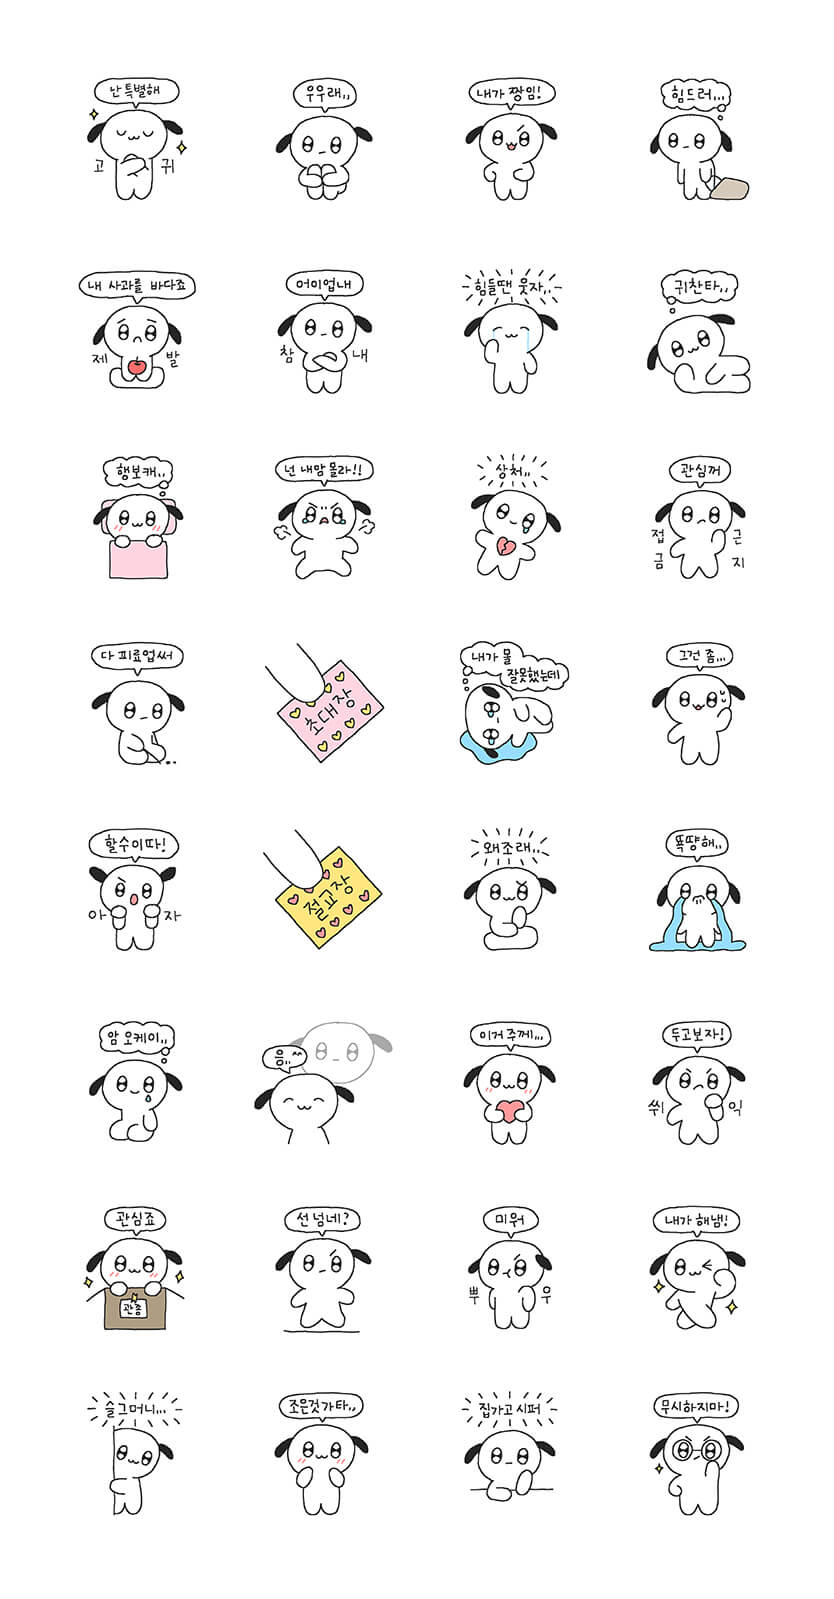 난 특별해
고 귀
우우래,,
내가 짱임!
힘드러,,,
내 사과를 바다죠
제 발
어이업내
참 내
힘들땐 웃자,,
귀찬타,,
행보캐,,
넌 내맘 몰라!!
상처,,
관심꺼
접 근
금 지
다 피료업써
초대장
내가 몰
잘못했는데
그건 좀,,,
할수이따!
아 자
절교장
왜조래,,
똑땽해,,
암 오케이,,
음,,^^
이거 주께,,,
두고보자!
쒸 익
관심죠
관종
선 넘네?
미워
뿌 우
내가 해냄!
슬그머니,,,
조은것가타,,
집가고 시퍼
무시하지마!